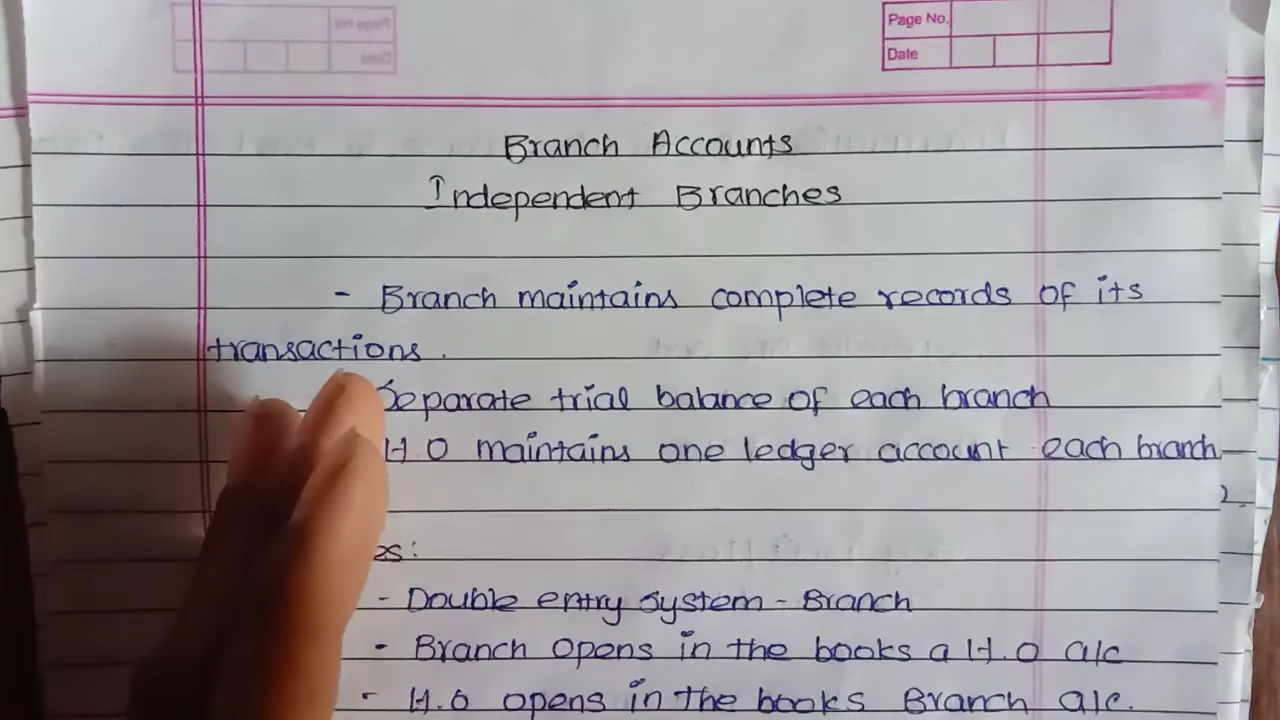 Page No.
Date
Branch Accounts
Independent Branches
- Branch maintains complete records of its
transactions.
Separate trial balance of each branch
H.O maintains one ledger account each branch
- Double entry system - Branch
- Branch opens in the books a H.O a/c
- H.O opens in the books Branch a/c.